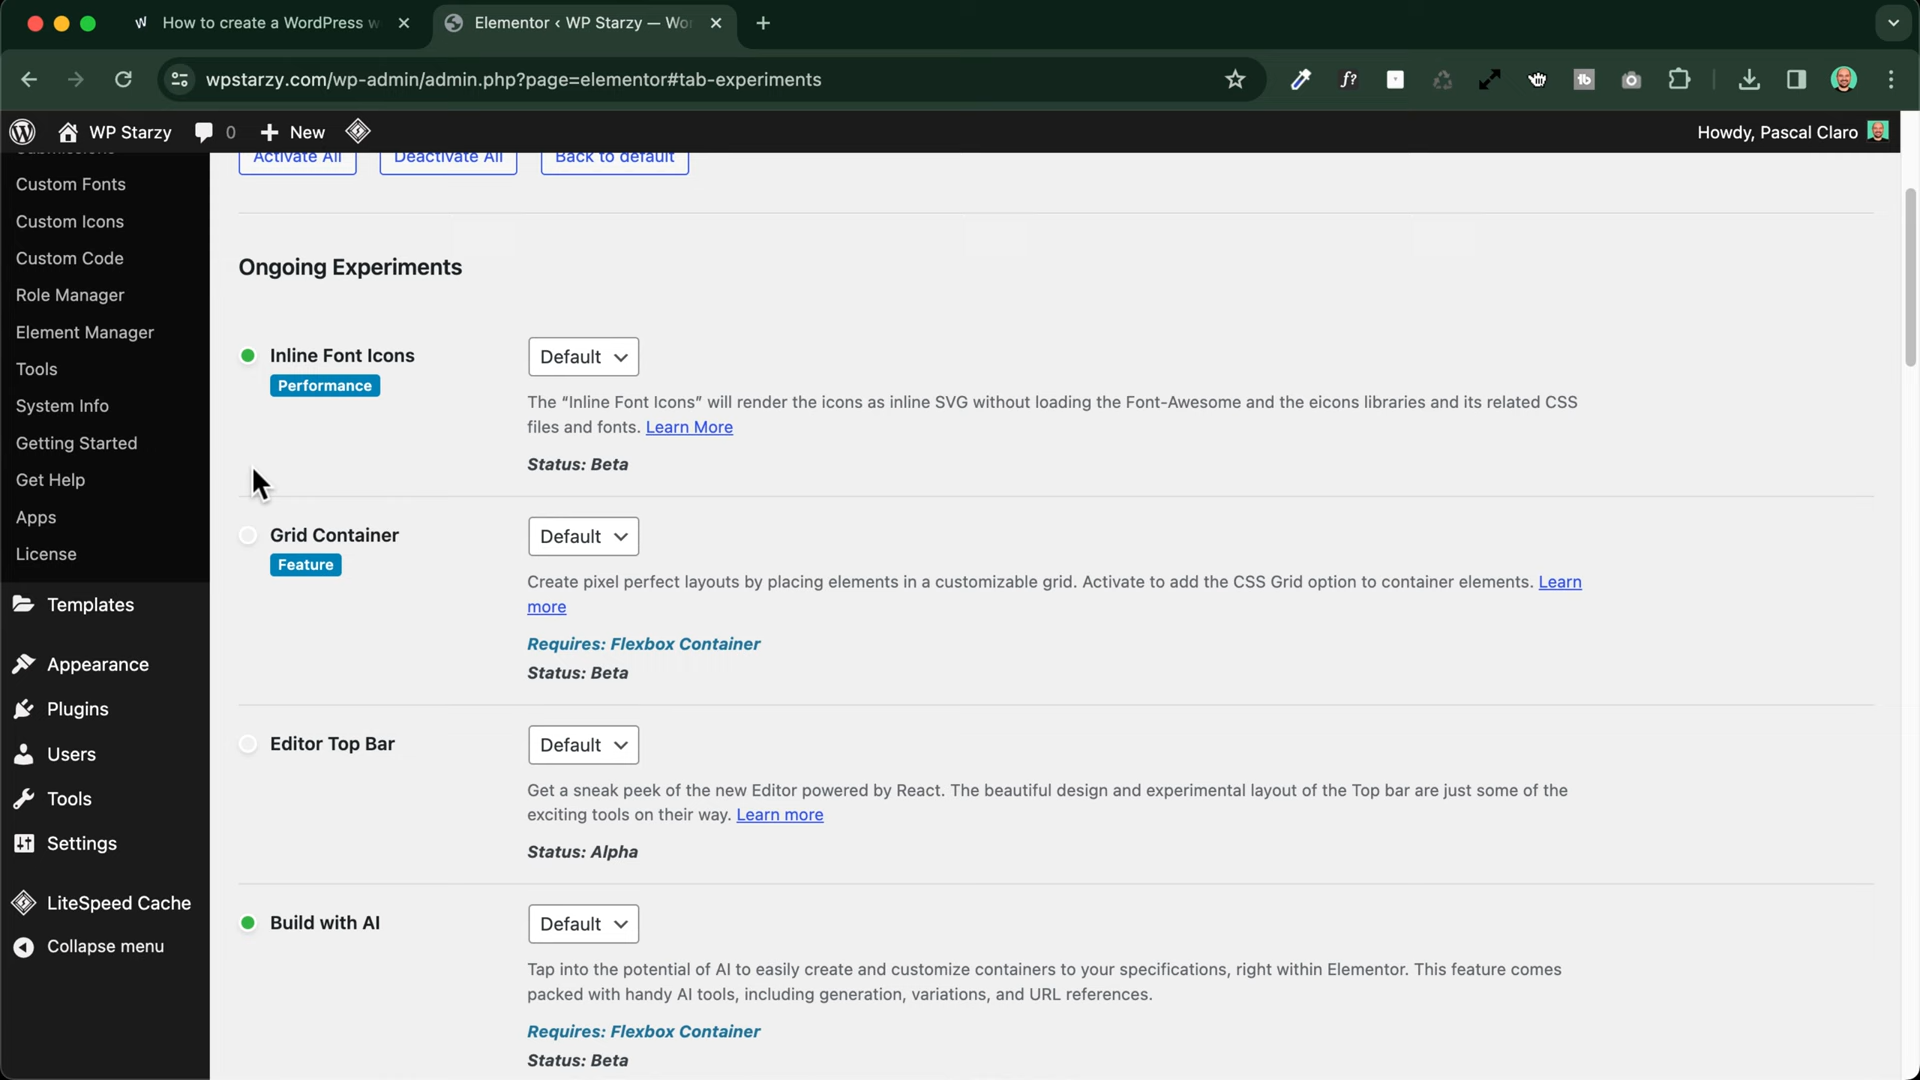 How to create a WordPress w
Elementor ‹ WP Starzy — Wor
wpstarzy.com/wp-admin/admin.php?page=elementor#tab-experiments
WP Starzy
0
New
Howdy, Pascal Claro
Submissions
Custom Fonts
Custom Icons
Custom Code
Role Manager
Element Manager
Tools
System Info
Getting Started
Get Help
Apps
License
Templates
Appearance
Plugins
Users
Tools
Settings
LiteSpeed Cache
Collapse menu
Activate All
Deactivate All
Back to default
Ongoing Experiments
Inline Font Icons
Performance
Default
The “Inline Font Icons” will render the icons as inline SVG without loading the Font-Awesome and the eicons libraries and its related CSS
files and fonts. Learn More
Status: Beta
Grid Container
Feature
Default
Create pixel perfect layouts by placing elements in a customizable grid. Activate to add the CSS Grid option to container elements. Learn
more
Requires: Flexbox Container
Status: Beta
Editor Top Bar
Default
Get a sneak peek of the new Editor powered by React. The beautiful design and experimental layout of the Top bar are just some of the
exciting tools on their way. Learn more
Status: Alpha
Build with AI
Default
Tap into the potential of AI to easily create and customize containers to your specifications, right within Elementor. This feature comes
packed with handy AI tools, including generation, variations, and URL references.
Requires: Flexbox Container
Status: Beta